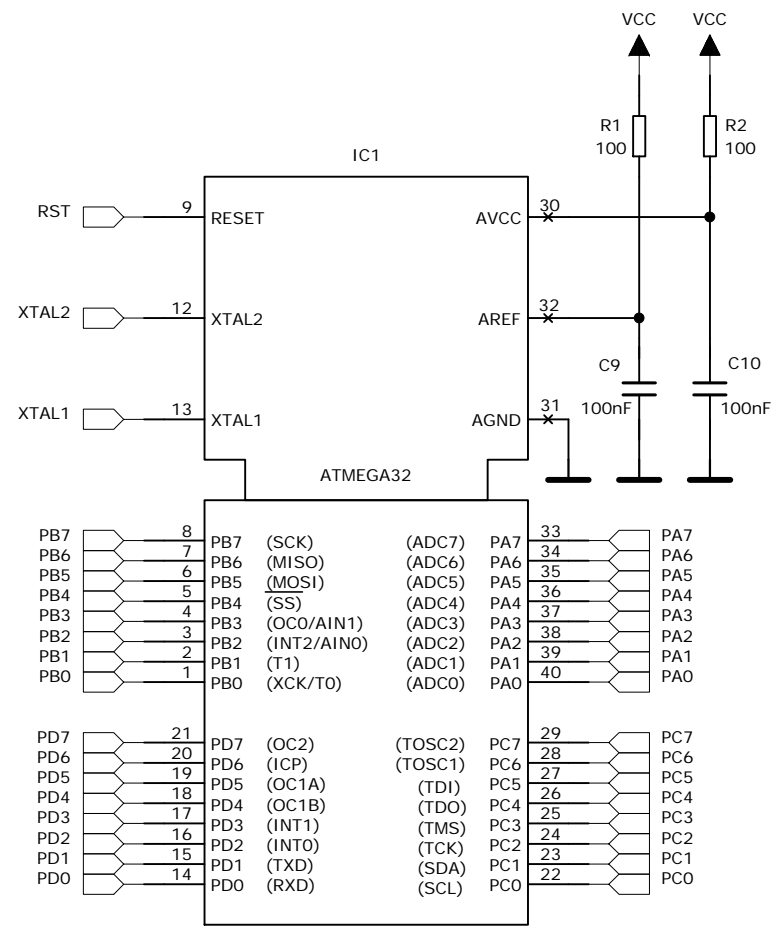 VCC VCC
R1 R2
100 100
IC1
RST 9 RESET AVCC 30
XTAL2 12 XTAL2 AREF 32
C9 C10
100nF 100nF
XTAL1 13 XTAL1 AGND 31
ATMEGA32
PB7 8 PB7 (SCK) (ADC7) PA7 33 PA7
PB6 7 PB6 (MISO) (ADC6) PA6 34 PA6
PB5 6 PB5 (MOSI) (ADC5) PA5 35 PA5
PB4 5 PB4 (SS) (ADC4) PA4 36 PA4
PB3 4 PB3 (OC0/AIN1) (ADC3) PA3 37 PA3
PB2 3 PB2 (INT2/AIN0) (ADC2) PA2 38 PA2
PB1 2 PB1 (T1) (ADC1) PA1 39 PA1
PB0 1 PB0 (XCK/T0) (ADC0) PA0 40 PA0
PD7 21 PD7 (OC2) (TOSC2) PC7 29 PC7
PD6 20 PD6 (ICP) (TOSC1) PC6 28 PC6
PD5 19 PD5 (OC1A) (TDI) PC5 27 PC5
PD4 18 PD4 (OC1B) (TDO) PC4 26 PC4
PD3 17 PD3 (INT1) (TMS) PC3 25 PC3
PD2 16 PD2 (INT0) (TCK) PC2 24 PC2
PD1 15 PD1 (TXD) (SDA) PC1 23 PC1
PD0 14 PD0 (RXD) (SCL) PC0 22 PC0